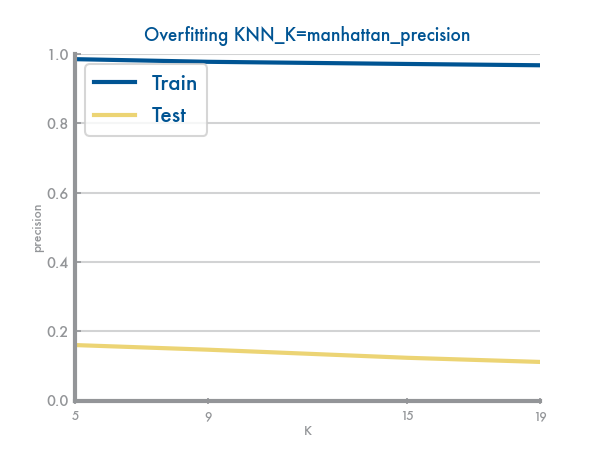 Overfitting KNN_K=manhattan_precision
1.0
Train
Test
0.8
0.6
precision
0.4
0.2
0.0
5
9
15
19
K